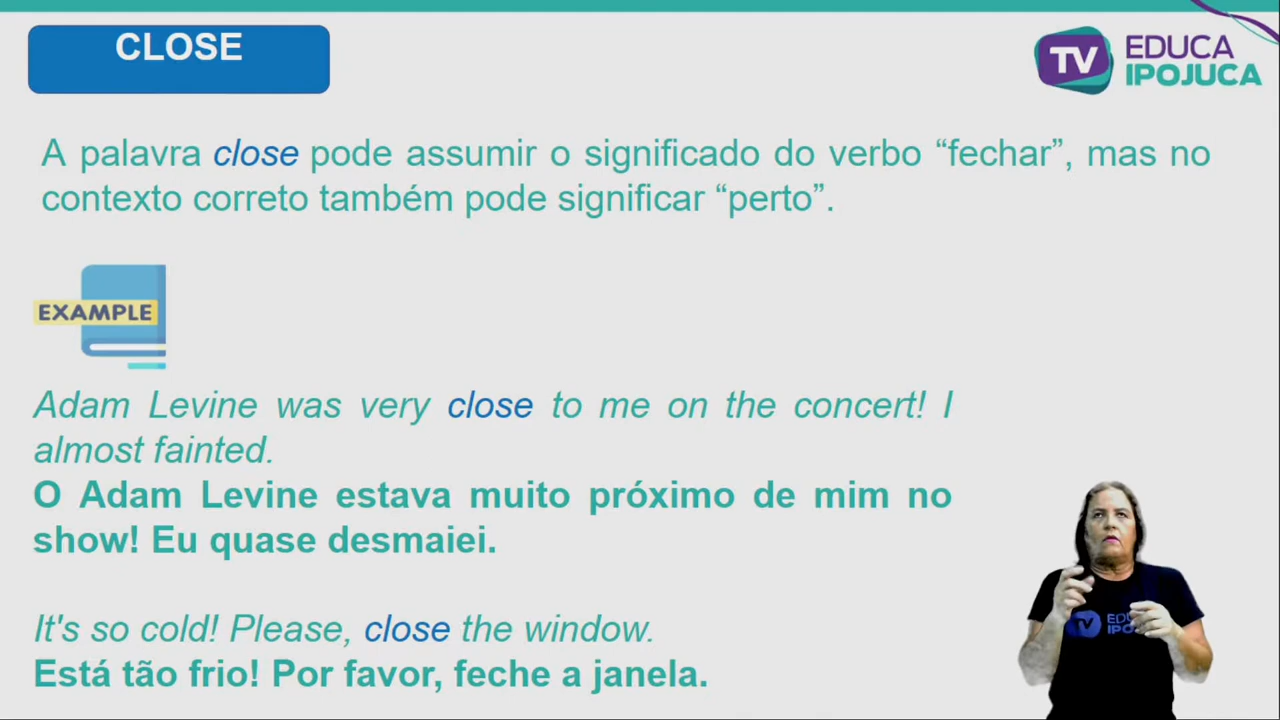 CLOSE
TV EDUCA
IPOJUCA
A palavra close pode assumir o significado do verbo “fechar”, mas no
contexto correto também pode significar “perto”.
EXAMPLE
Adam Levine was very close to me on the concert! I
almost fainted.
O Adam Levine estava muito próximo de mim no
show! Eu quase desmaiei.
It's so cold! Please, close the window.
Está tão frio! Por favor, feche a janela.
TV